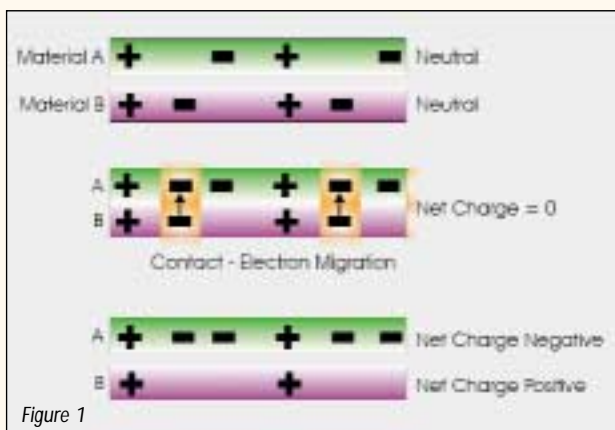 Material A + - + - Neutral
Material B + - + - Neutral
A + - - + - -
B + - + -
Net Charge = 0
Contact - Electron Migration
A + - - + - - Net Charge Negative
B + + Net Charge Positive
Figure 1